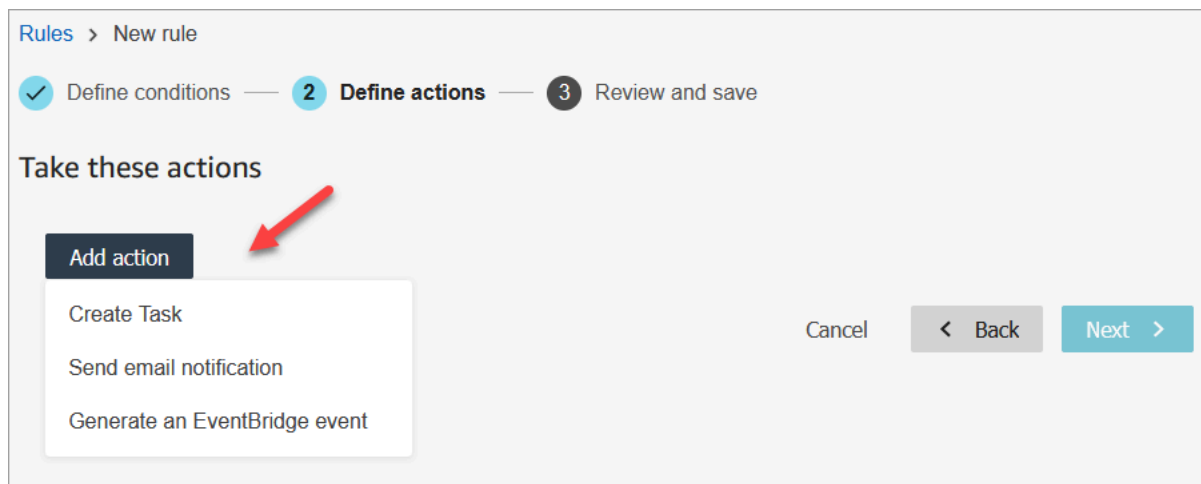 Rules > New rule
Define conditions 2 Define actions 3 Review and save
Take these actions
Add action
Create Task
Send email notification
Generate an EventBridge event
Cancel < Back Next >